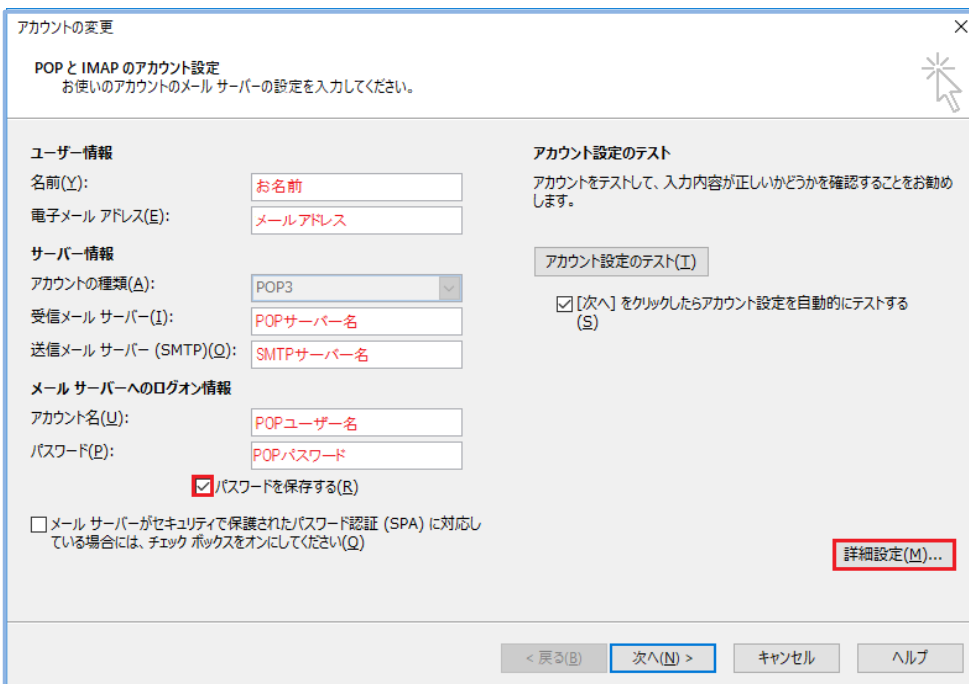 アカウントの変更
POP と IMAP のアカウント設定
お使いのアカウントのメール サーバーの設定を入力してください。
ユーザー情報
名前(Y):
お名前
電子メール アドレス(E):
メールアドレス
サーバー情報
アカウントの種類(A):
POP3
受信メール サーバー(I):
POPサーバー名
送信メール サーバー (SMTP)(O):
SMTPサーバー名
メール サーバーへのログオン情報
アカウント名(U):
POPユーザー名
パスワード(P):
POPパスワード
パスワードを保存する(R)
メール サーバーがセキュリティで保護されたパスワード認証 (SPA) に対応し
ている場合には、チェック ボックスをオンにしてください(Q)
アカウント設定のテスト
アカウントをテストして、入力内容が正しいかどうかを確認することをお勧め
します。
アカウント設定のテスト(T)
[次へ] をクリックしたらアカウント設定を自動的にテストする
(S)
詳細設定(M)...
< 戻る(B)
次へ(N) >
キャンセル
ヘルプ